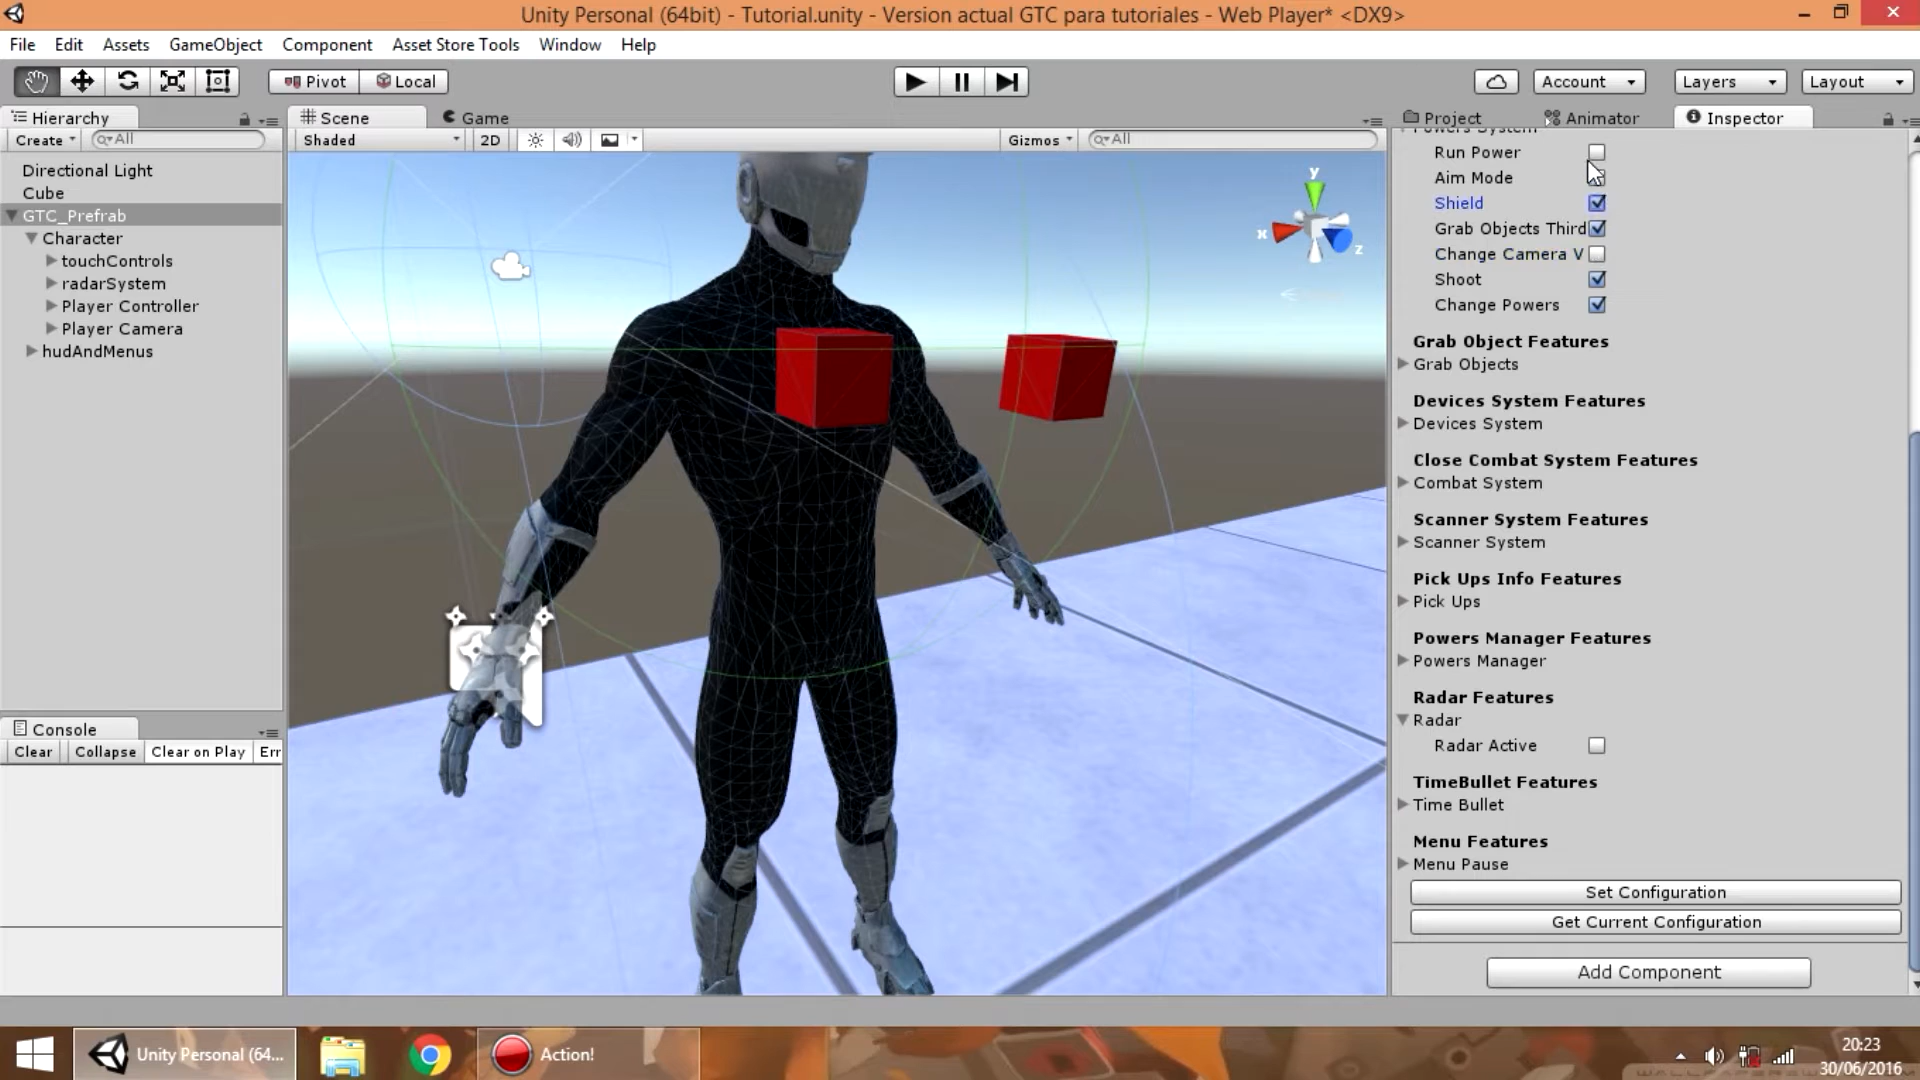 Unity Personal (64bit) - Tutorial.unity - Version actual GTC para tutoriales - Web Player* <DX9>
File Edit Assets GameObject Component Asset Store Tools Window Help
Pivot Local Account Layers Layout
Hierarchy Scene Game Project Animator Inspector
Create All Shaded 2D Gizmos All
Powers System
Directional Light
Cube
GTC_Prefrab
Character
touchControls
radarSystem
Player Controller
Player Camera
hudAndMenus
y
x
z
Run Power
Aim Mode
Shield
Grab Objects Third
Change Camera V
Shoot
Change Powers
Grab Object Features
Grab Objects
Devices System Features
Devices System
Close Combat System Features
Combat System
Scanner System Features
Scanner System
Pick Ups Info Features
Pick Ups
Powers Manager Features
Powers Manager
Radar Features
Radar
Radar Active
TimeBullet Features
Time Bullet
Menu Features
Menu Pause
Set Configuration
Get Current Configuration
Add Component
Console
Clear Collapse Clear on Play Err
Unity Personal (64...
Action!
20:23
30/06/2016